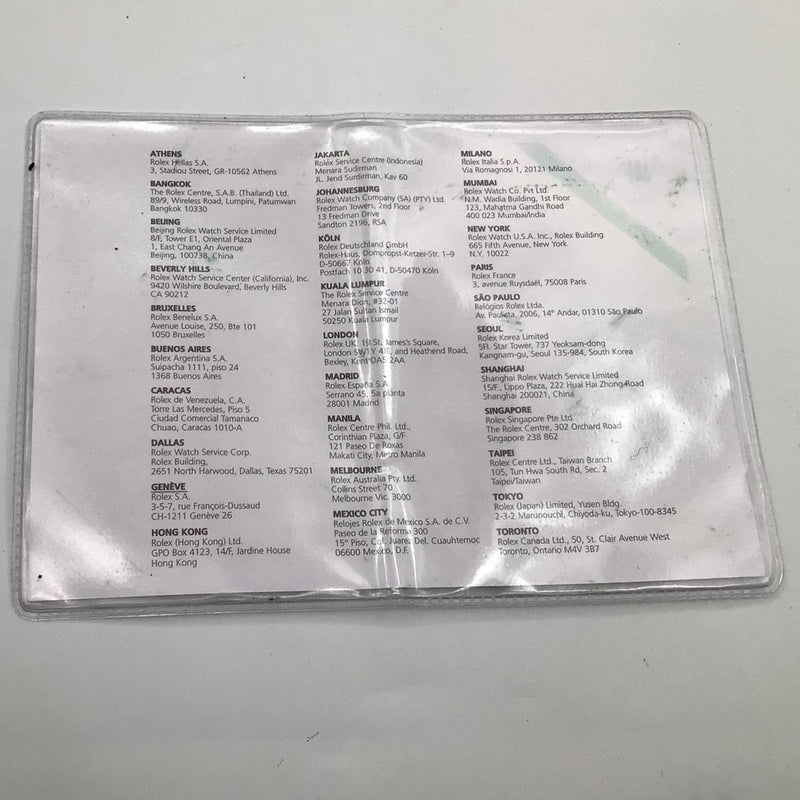 ATHENS
Rolex Hellas S.A.
3, Stadiou Street, GR-10562 Athens
BANGKOK
The Rolex Centre, S.A.B. (Thailand) Ltd.
89/9, Wireless Road, Lumpini, Patumwan
Bangkok 10330
BEIJING
Beijing Rolex Watch Service Limited
8/F, Tower E1, Oriental Plaza
1, East Chang An Avenue
Beijing, 100738, China
BEVERLY HILLS
Rolex Watch Service Center (California), Inc.
9420 Wilshire Boulevard, Beverly Hills
CA 90212
BRUXELLES
Rolex Benelux S.A.
Avenue Louise, 250, Bte 101
1050 Bruxelles
BUENOS AIRES
Rolex Argentina S.A.
Suipacha 1111, piso 24
1368 Buenos Aires
CARACAS
Rolex de Venezuela, C.A.
Torre Las Mercedes, Piso 5
Ciudad Comercial Tamanaco
Chuao, Caracas 1010-A
DALLAS
Rolex Watch Service Corp.
Rolex Building,
2651 North Harwood, Dallas, Texas 75201
GENÈVE
Rolex S.A.
3-5-7, rue François-Dussaud
CH-1211 Genève 26
HONG KONG
Rolex (Hong Kong) Ltd.
GPO Box 4123, 14/F, Jardine House
Hong Kong
JAKARTA
Rolex Service Centre (Indonesia)
Menara Sudirman
JL. Jend Surdirman, Kav 60
JOHANNESBURG
Rolex Watch Company (SA) (PTY) Ltd.
Fredman Towers, 2nd Floor
13 Fredman Drive
Sandton 2196, RSA
KÖLN
Rolex Deutschland GmbH
Rolex-Haus, Dompropst-Ketzer-Str. 1–9
D-50667 Köln
Postfach 10 30 41, D-50470 Köln
KUALA LUMPUR
The Rolex Service Centre
Menara Dion, #32-01
27 Jalan Sultan Ismail
50250 Kuala Lumpur
LONDON
Rolex UK, 19 St. James's Square,
London SW1Y 4JE, and Heathend Road,
Bexley, Kent DA5 2AA
MADRID
Rolex España S.A.
Serrano 45, 5a planta
28001 Madrid
MANILA
Rolex Centre Phil. Ltd.,
Corinthian Plaza, G/F
121 Paseo De Roxas
Makati City, Metro Manila
MELBOURNE
Rolex Australia Pty. Ltd.
Collins Street 70
Melbourne Vic. 3000
MEXICO CITY
Relojes Rolex de Mexico S.A. de C.V.
Paseo de la Reforma 300
15° Piso, Col. Juarez Del. Cuauhtemoc
06600 Mexico, D.F.
MILANO
Rolex Italia S.p.A.
Via Romagnosi 1, 20121 Milano
MUMBAI
Rolex Watch Co. Pvt Ltd.
N.M. Wadia Building, 1st Floor
123, Mahatma Gandhi Road
400 023 Mumbai/India
NEW YORK
Rolex Watch U.S.A. Inc., Rolex Building
665 Fifth Avenue, New York
N.Y. 10022
PARIS
Rolex France
3, avenue Ruysdaël, 75008 Paris
SÃO PAULO
Relógios Rolex Ltda.
Av. Paulista, 2006, 14° Andar, 01310 São Paulo
SEOUL
Rolex Korea Limited
5Fl. Star Tower, 737 Yeoksam-dong
Kangnam-gu, Seoul 135-984, South Korea
SHANGHAI
Shanghai Rolex Watch Service Limited
15/F., Lippo Plaza, 222 Huai Hai Zhong Road
Shanghai 200021, China
SINGAPORE
Rolex Singapore Pte Ltd.
The Rolex Centre, 302 Orchard Road
Singapore 238 862
TAIPEI
Rolex Centre Ltd., Taiwan Branch
105, Tun Hwa South Rd, Sec. 2
Taipei/Taiwan
TOKYO
Rolex (Japan) Limited, Yusen Bldg.
2-3-2 Marunouchi, Chiyoda-ku, Tokyo-100-8345
TORONTO
Rolex Canada Ltd., 50, St. Clair Avenue West
Toronto, Ontario M4V 3B7